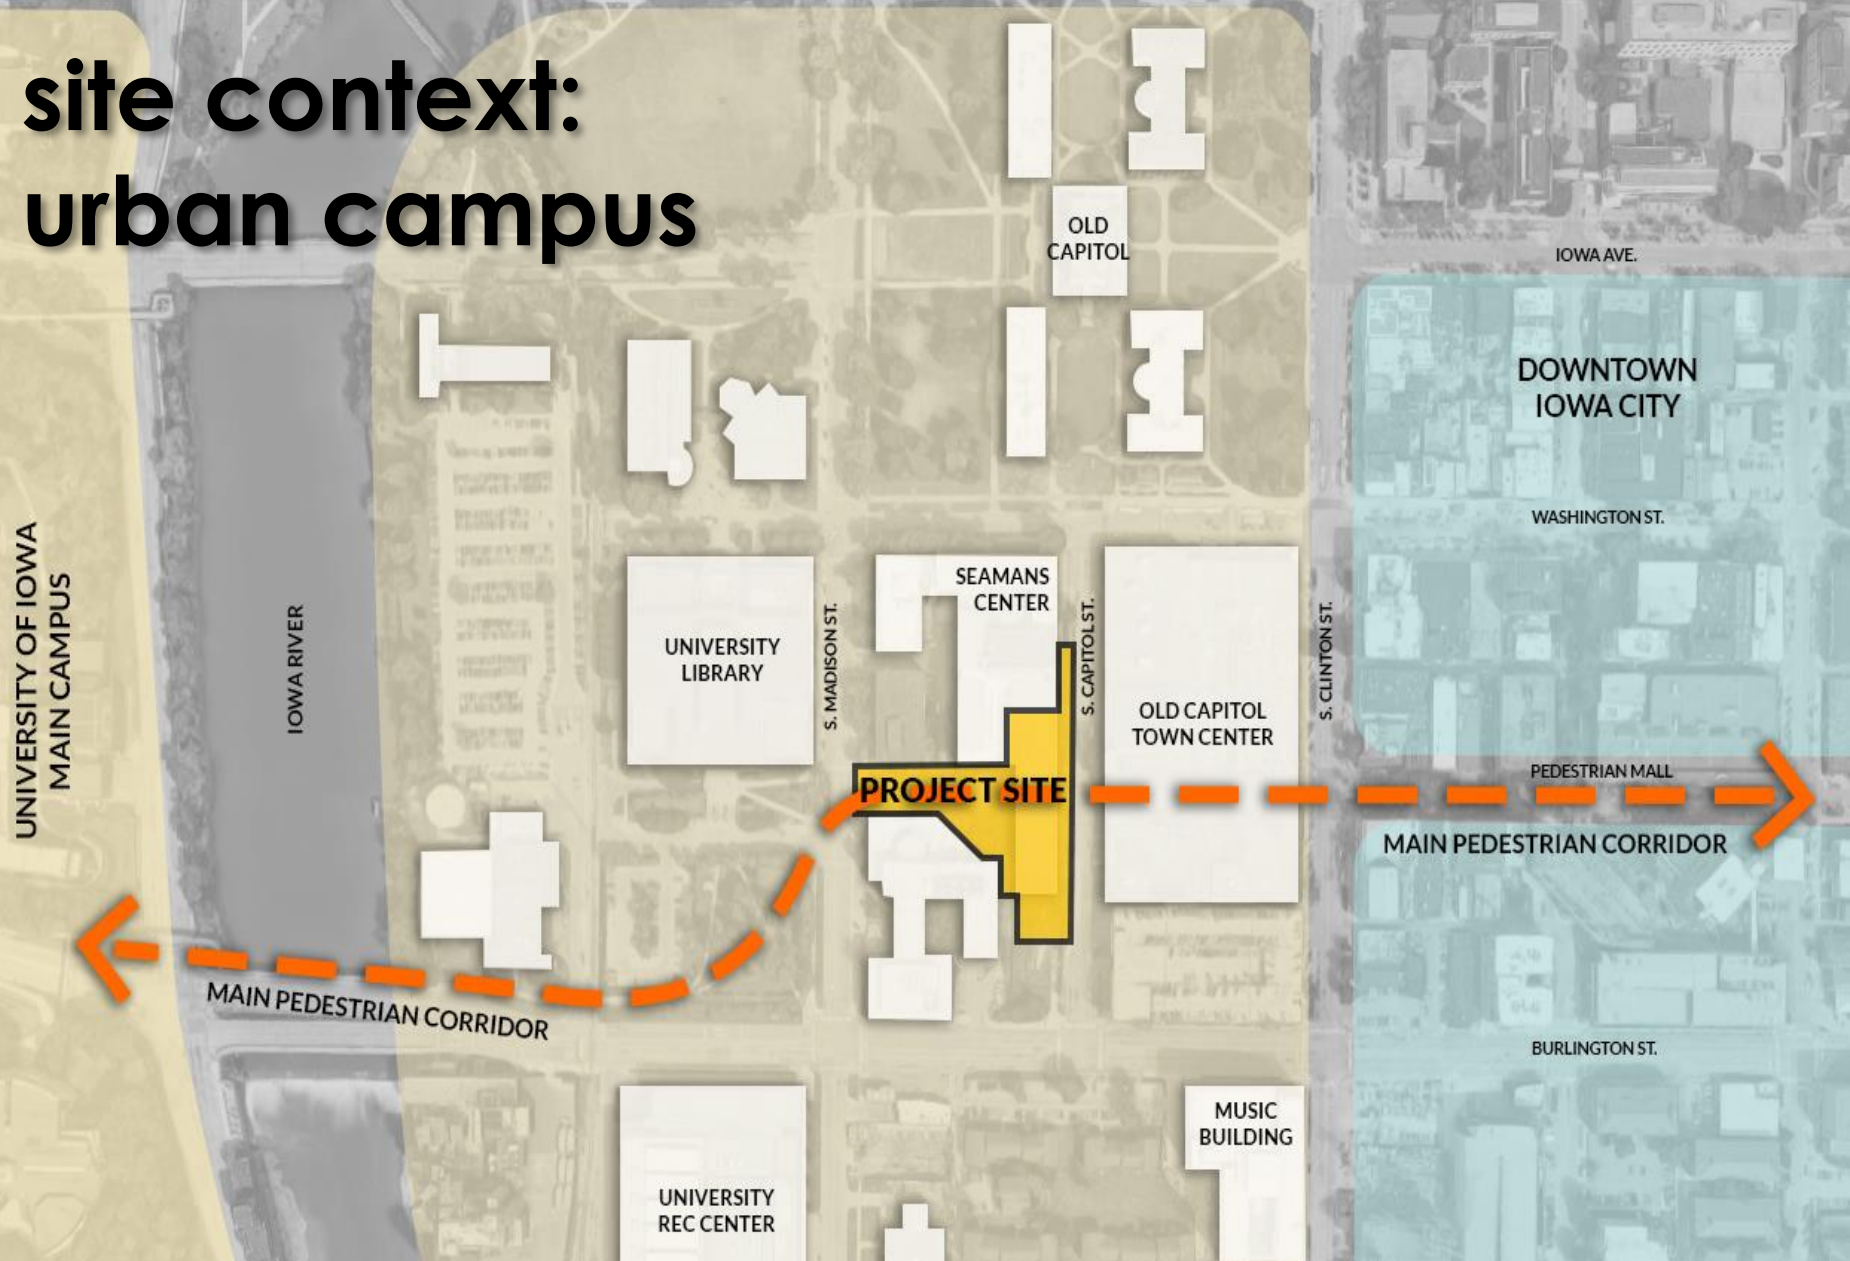 site context:
urban campus
OLD
CAPITOL
IOWA AVE.
DOWNTOWN
IOWA CITY
WASHINGTON ST.
UNIVERSITY OF IOWA
MAIN CAMPUS
IOWA RIVER
UNIVERSITY
LIBRARY
S. MADISON ST.
SEAMANS
CENTER
S. CAPITOL ST.
OLD CAPITOL
TOWN CENTER
S. CLINTON ST.
PROJECT SITE
PEDESTRIAN MALL
MAIN PEDESTRIAN CORRIDOR
MAIN PEDESTRIAN CORRIDOR
BURLINGTON ST.
MUSIC
BUILDING
UNIVERSITY
REC CENTER